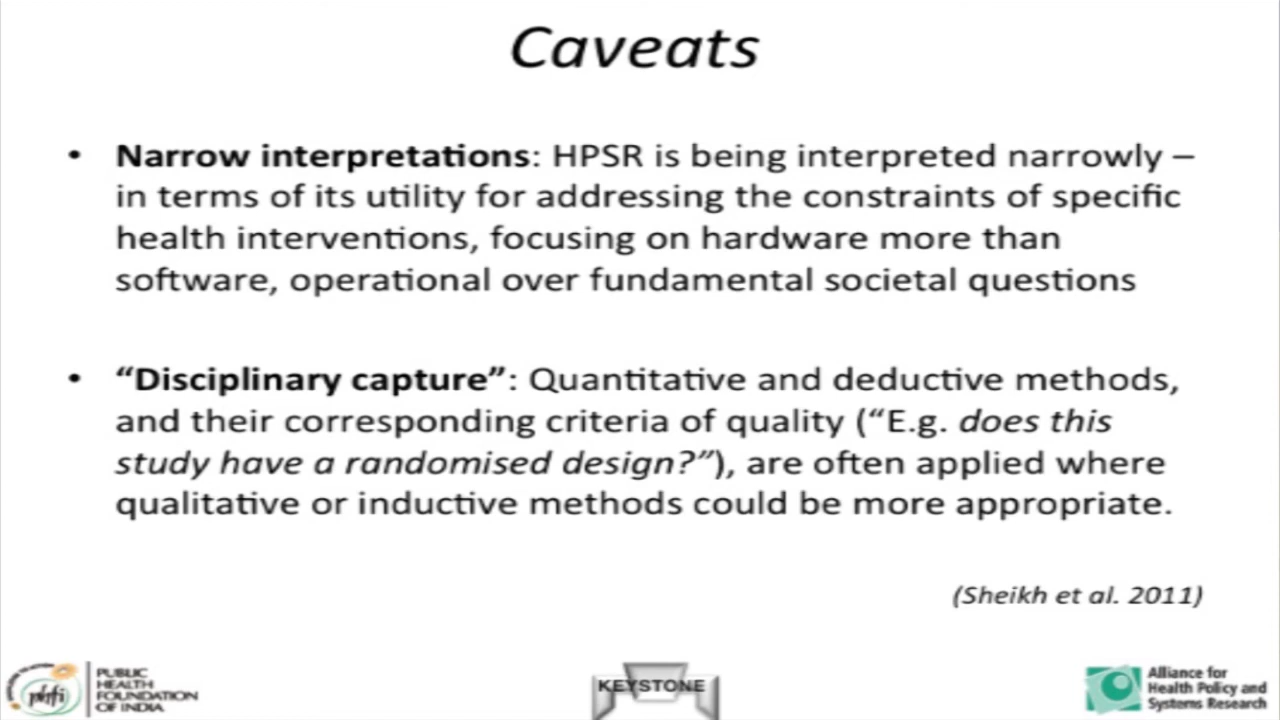 Caveats
• Narrow interpretations: HPSR is being interpreted narrowly –
in terms of its utility for addressing the constraints of specific
health interventions, focusing on hardware more than
software, operational over fundamental societal questions
• “Disciplinary capture”: Quantitative and deductive methods,
and their corresponding criteria of quality (“E.g. does this
study have a randomised design?”), are often applied where
qualitative or inductive methods could be more appropriate.
(Sheikh et al. 2011)
phfi
PUBLIC
HEALTH
FOUNDATION
OF INDIA
KEYSTONE
Alliance for
Health Policy and
Systems Research